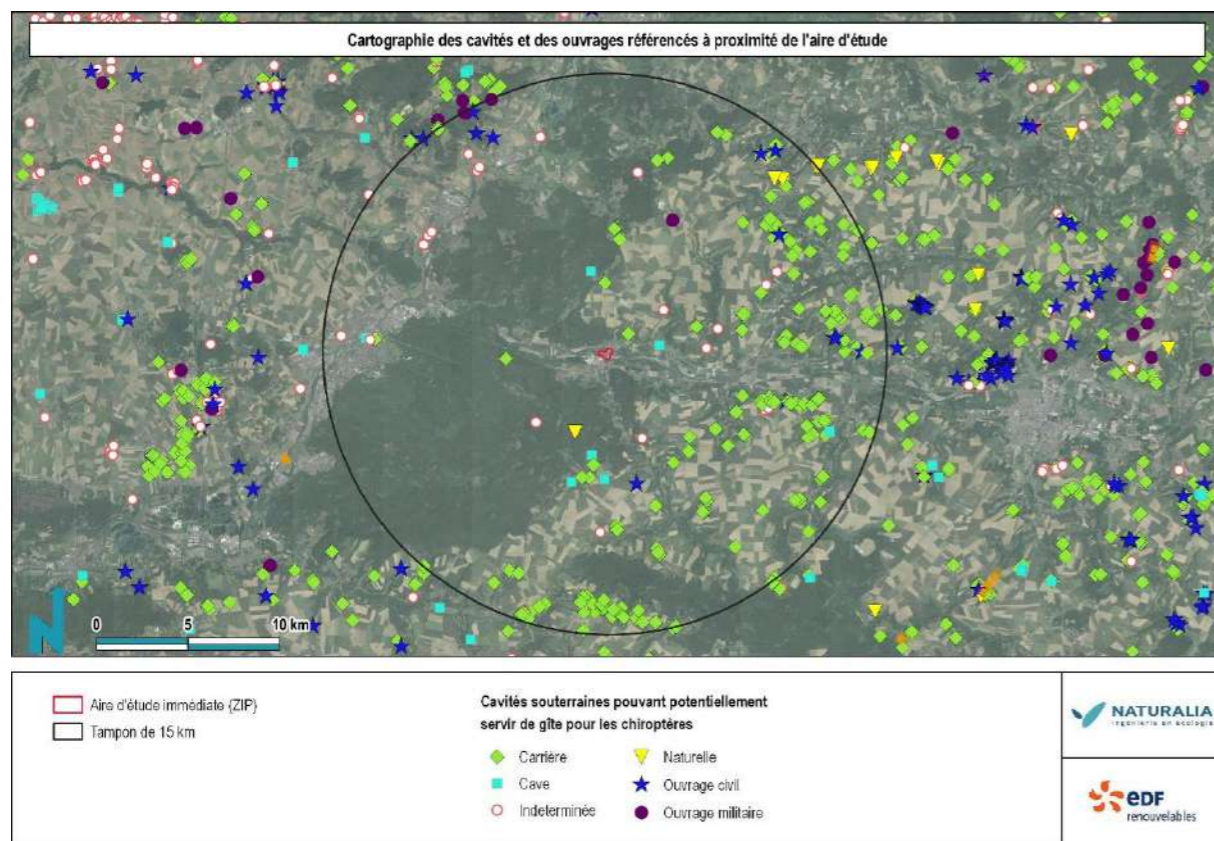 Cartographie des cavités et des ouvrages référencés à proximité de l'aire d'étude
N
0 5 10 km
Aire d'étude immédiate {ZIP}
Tampon de 15 km
Cavités souterraines pouvant potentiellement
servir de gîte pour les chiroptères
Carrière
Cave
Indeterminée
Naturelle
Ouvrage civil
Ouvrage militaire
NATURALIA
Ingénierie en écologie
edf
renouvelables